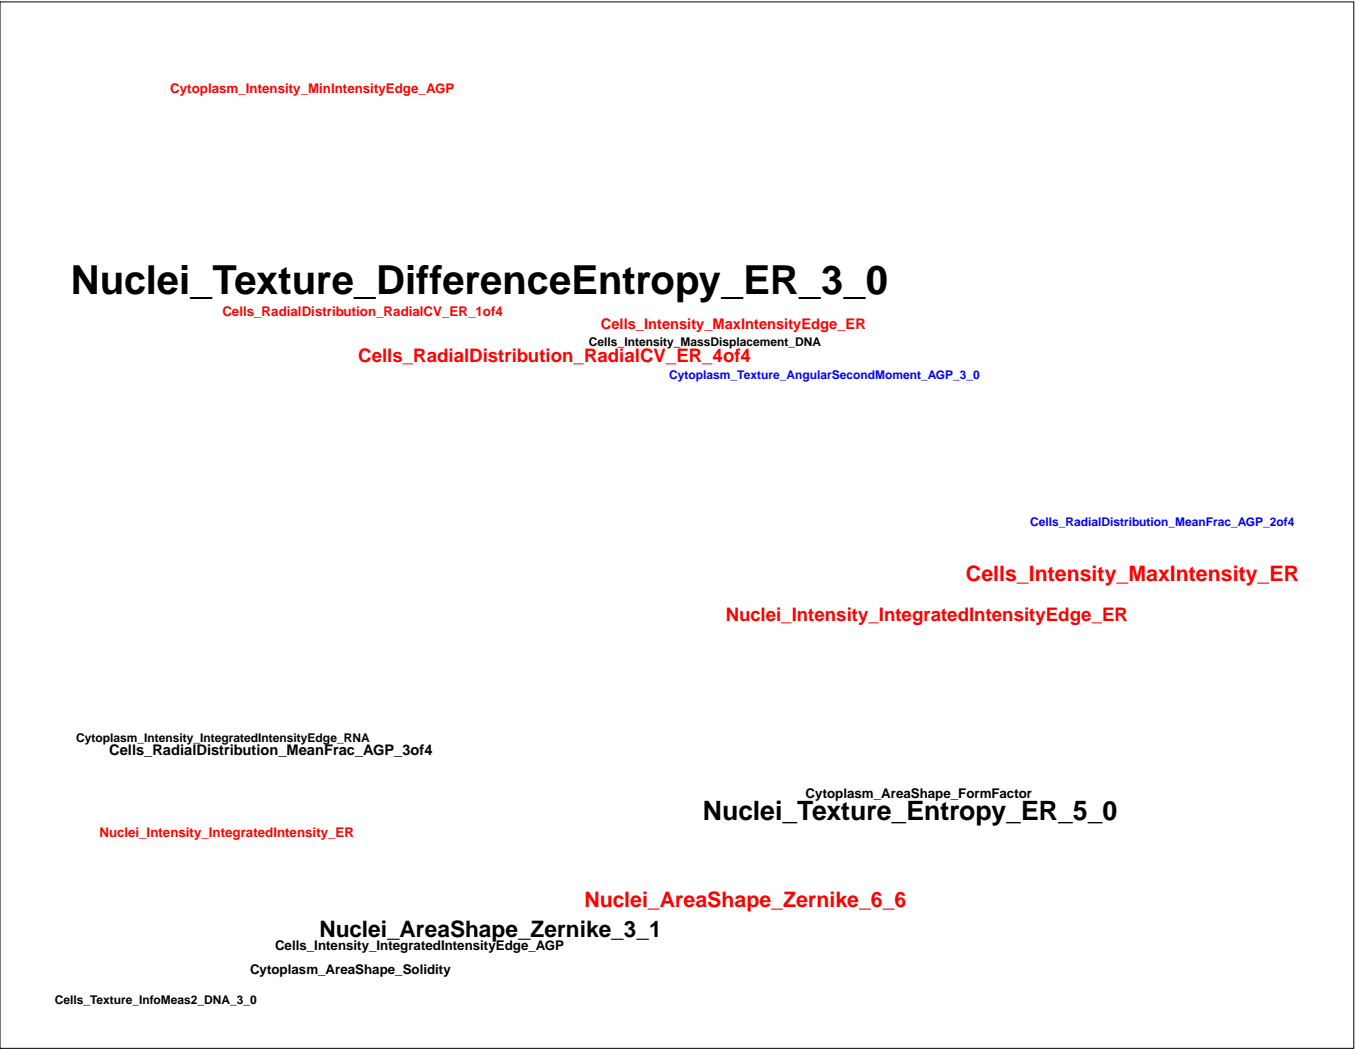 Cytoplasm_Intensity_MinIntensityEdge_AGP
Nuclei_Texture_DifferenceEntropy_ER_3_0
Cells_RadialDistribution_RadialCV_ER_1of4
Cells_Intensity_MaxIntensityEdge_ER
Cells_Intensity_MassDisplacement_DNA
Cells_RadialDistribution_RadialCV_ER_4of4
Cytoplasm_Texture_AngularSecondMoment_AGP_3_0
Cells_RadialDistribution_MeanFrac_AGP_2of4
Cells_Intensity_MaxIntensity_ER
Nuclei_Intensity_IntegratedIntensityEdge_ER
Cytoplasm_Intensity_IntegratedIntensityEdge_RNA
Cells_RadialDistribution_MeanFrac_AGP_3of4
Cytoplasm_AreaShape_FormFactor
Nuclei_Texture_Entropy_ER_5_0
Nuclei_Intensity_IntegratedIntensity_ER
Nuclei_AreaShape_Zernike_6_6
Nuclei_AreaShape_Zernike_3_1
Cells_Intensity_IntegratedIntensityEdge_AGP
Cytoplasm_AreaShape_Solidity
Cells_Texture_InfoMeas2_DNA_3_0